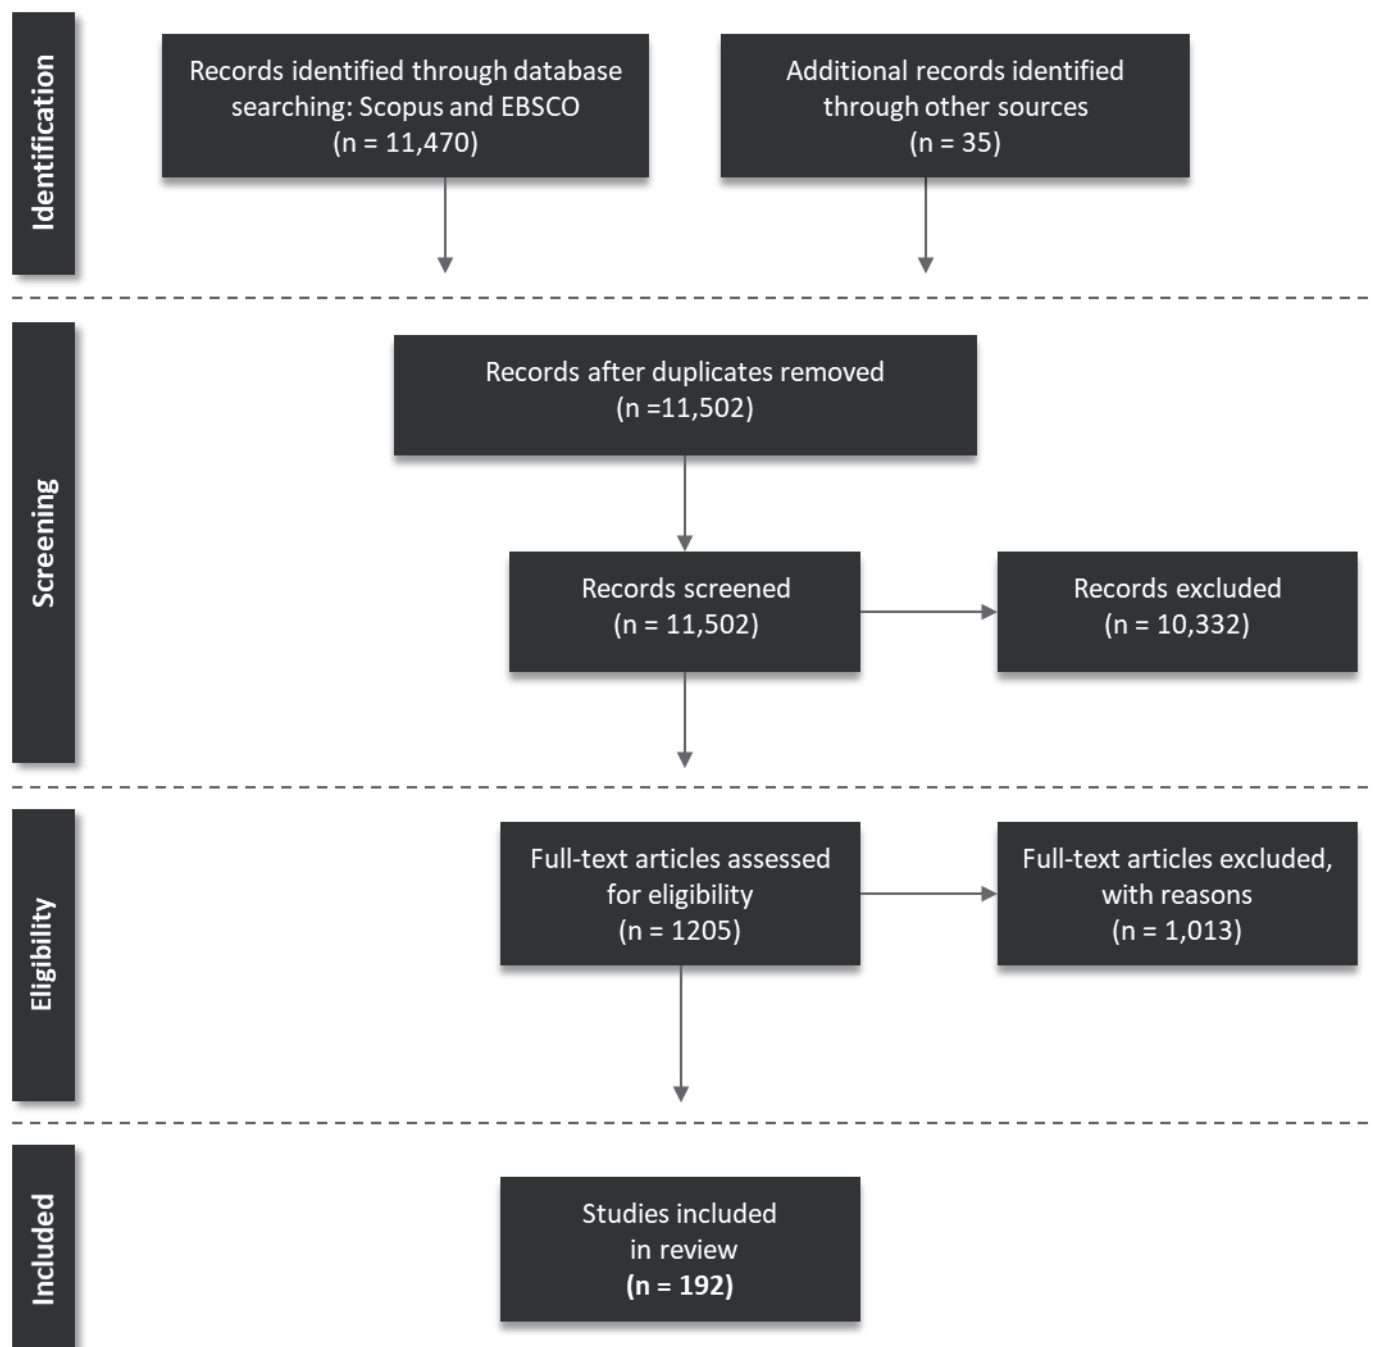 Identification
Records identified through database
searching: Scopus and EBSCO
(n = 11,470)
Additional records identified
through other sources
(n = 35)
Screening
Records after duplicates removed
(n =11,502)
Records screened
(n = 11,502)
Records excluded
(n = 10,332)
Eligibility
Full-text articles assessed
for eligibility
(n = 1205)
Full-text articles excluded,
with reasons
(n = 1,013)
Included
Studies included
in review
(n = 192)